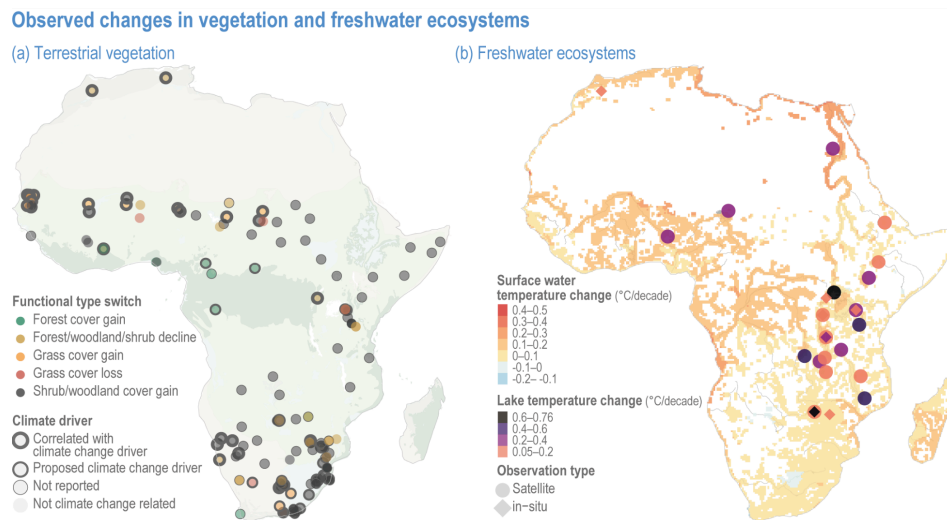 Observed changes in vegetation and freshwater ecosystems
(a) Terrestrial vegetation
(b) Freshwater ecosystems
Functional type switch
Forest cover gain
Forest/woodland/shrub decline
Grass cover gain
Grass cover loss
Shrub/woodland cover gain
Climate driver
Correlated with
climate change driver
Proposed climate change driver
Not reported
Not climate change related
Surface water
temperature change (°C/decade)
0.4–0.5
0.3–0.4
0.2–0.3
0.1–0.2
0–0.1
-0.1–0
-0.2– -0.1
Lake temperature change (°C/decade)
0.6–0.76
0.4–0.6
0.2–0.4
0.05–0.2
Observation type
Satellite
in−situ